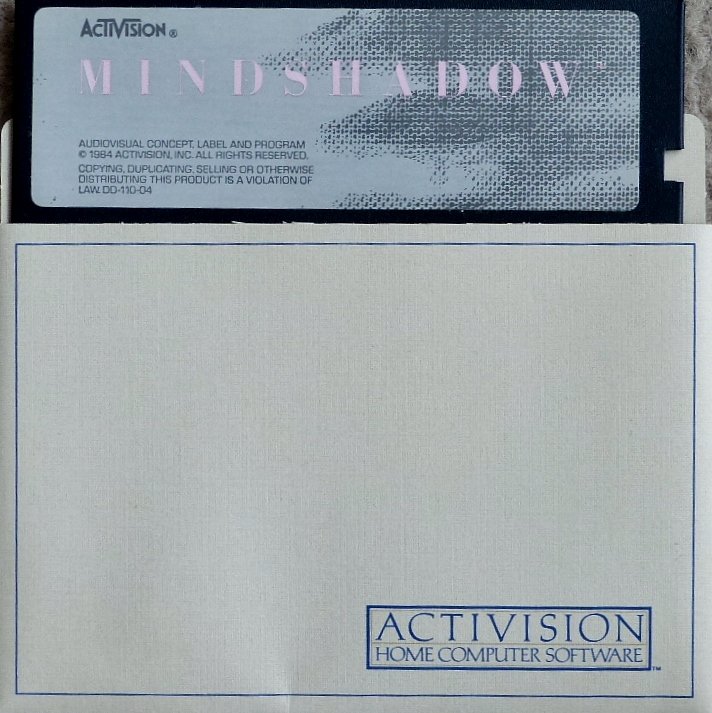 ACTIVISION ®
MINDSHADOW™
AUDIOVISUAL CONCEPT, LABEL AND PROGRAM
© 1984 ACTIVISION, INC. ALL RIGHTS RESERVED.
COPYING, DUPLICATING, SELLING OR OTHERWISE
DISTRIBUTING THIS PRODUCT IS A VIOLATION OF
LAW. DD-110-04
ACTIVISION
HOME COMPUTER SOFTWARE™